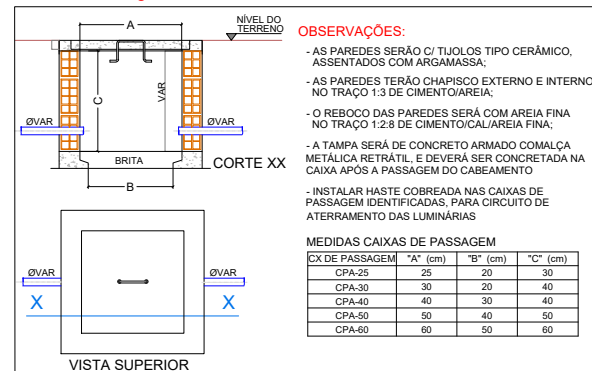 A
NÍVEL DO
TERRENO
C
VAR
ØVAR
ØVAR
BRITA
CORTE XX
B
ØVAR
ØVAR
X
X
VISTA SUPERIOR
OBSERVAÇÕES:
- AS PAREDES SERÃO C/ TIJOLOS TIPO CERÂMICO,
ASSENTADOS COM ARGAMASSA;
- AS PAREDES TERÃO CHAPISCO EXTERNO E INTERNO
NO TRAÇO 1:3 DE CIMENTO/AREIA;
- O REBOCO DAS PAREDES SERÁ COM AREIA FINA
NO TRAÇO 1:2:8 DE CIMENTO/CAL/AREIA FINA;
- A TAMPA SERÁ DE CONCRETO ARMADO COMALÇA
METÁLICA RETRÁTIL, E DEVERÁ SER CONCRETADA NA
CAIXA APÓS A PASSAGEM DO CABEAMENTO
- INSTALAR HASTE COBREADA NAS CAIXAS DE
PASSAGEM IDENTIFICADAS, PARA CIRCUITO DE
ATERRAMENTO DAS LUMINÁRIAS
MEDIDAS CAIXAS DE PASSAGEM
CX DE PASSAGEM "A" (cm) "B" (cm) "C" (cm)
CPA-25 25 20 30
CPA-30 30 20 40
CPA-40 40 30 40
CPA-50 50 40 50
CPA-60 60 50 60